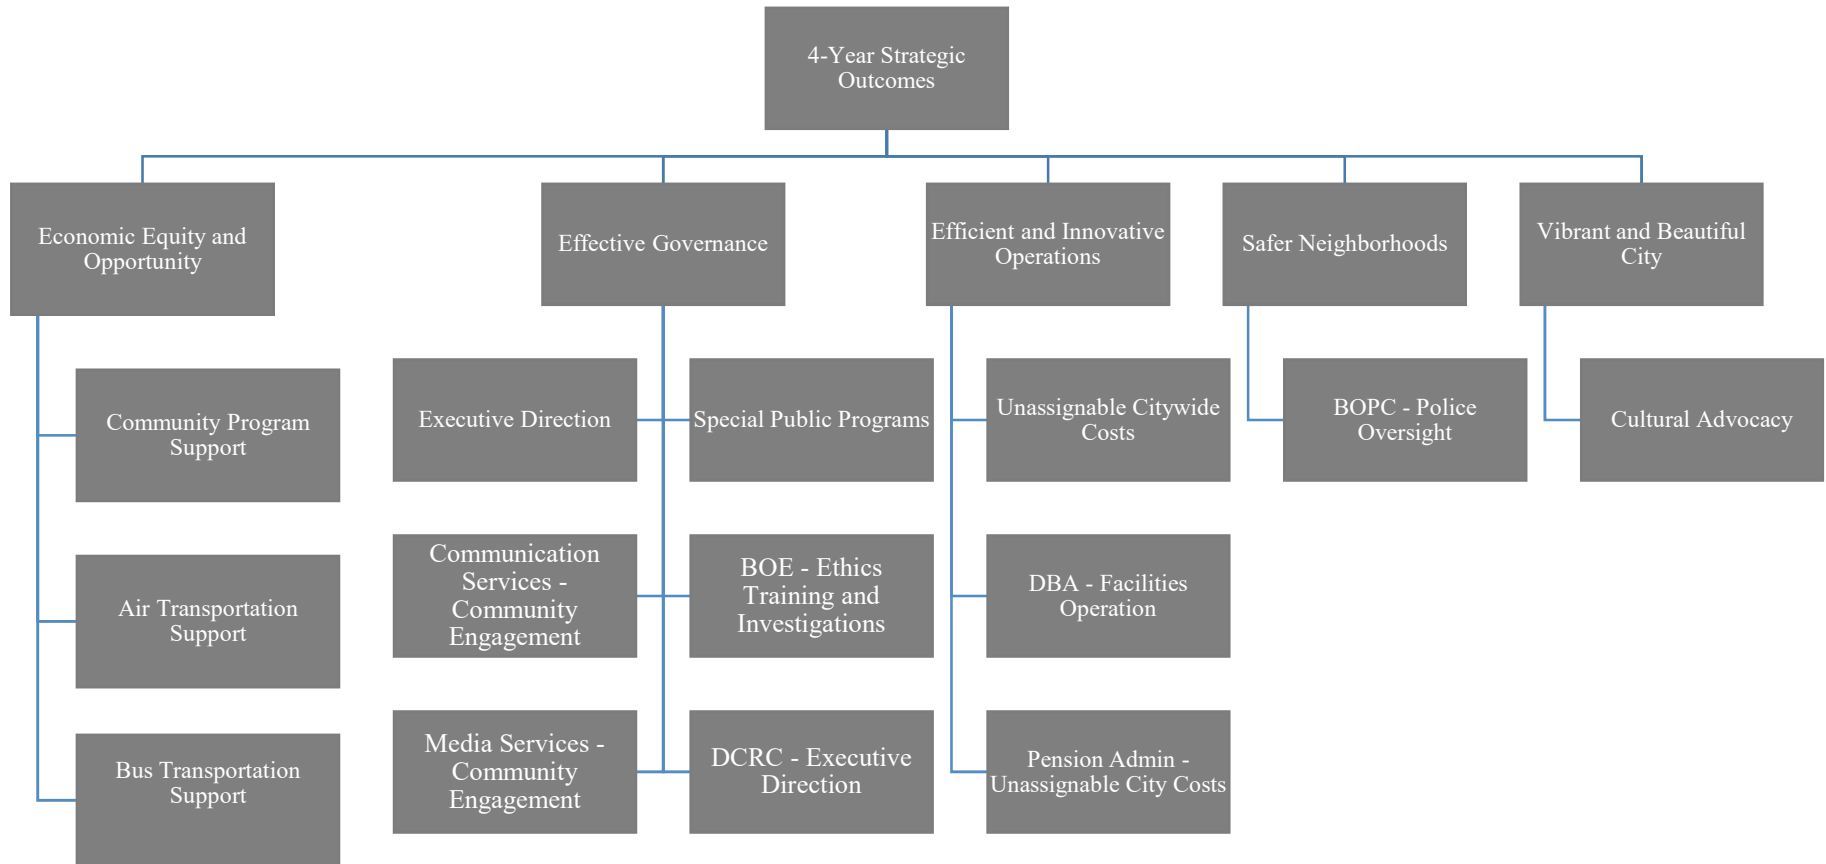 4-Year Strategic
Outcomes
Economic Equity and
Opportunity
Effective Governance
Efficient and Innovative
Operations
Safer Neighborhoods
Vibrant and Beautiful
City
Community Program
Support
Air Transportation
Support
Bus Transportation
Support
Executive Direction
Special Public Programs
Communication
Services -
Community
Engagement
BOE - Ethics
Training and
Investigations
Media Services -
Community
Engagement
DCRC - Executive
Direction
Unassignable Citywide
Costs
DBA - Facilities
Operation
Pension Admin -
Unassignable City Costs
BOPC - Police
Oversight
Cultural Advocacy